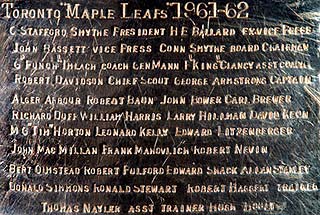 TORONTO "MAPLE LEAFS" 1961-62
C STAFFORD SMYTHE PRESIDENT H E BALLARD EX VICE PRES
JOHN BASSETT VICE PRESS CONN SMYTHE BOARD CHAIRMAN
G "PUNCH" IMLACH COACH GEN MANN F "KING" CLANCY ASST COACH
ROBERT DAVIDSON CHIEF SCOUT GEORGE ARMSTRONG CAPTAIN
ALGER ARBOUR ROBERT BAUN JOHN BOWER CARL BREWER
RICHARD DUFF WILLIAM HARRIS LARRY HILLMAN DAVID KEON
M G TIM HORTON LEONARD KELLY EDWARD LITZENBERGER
JOHN MAC MILLAN FRANK MAHOVLICH ROBERT NEVIN
BERT OLMSTEAD ROBERT PULFORD EDWARD SHACK ALLAN STANLEY
DONALD SIMMONS RONALD STEWART ROBERT HAGGERT TRAINER
THOMAS NAYLER ASST TRAINER HUGH